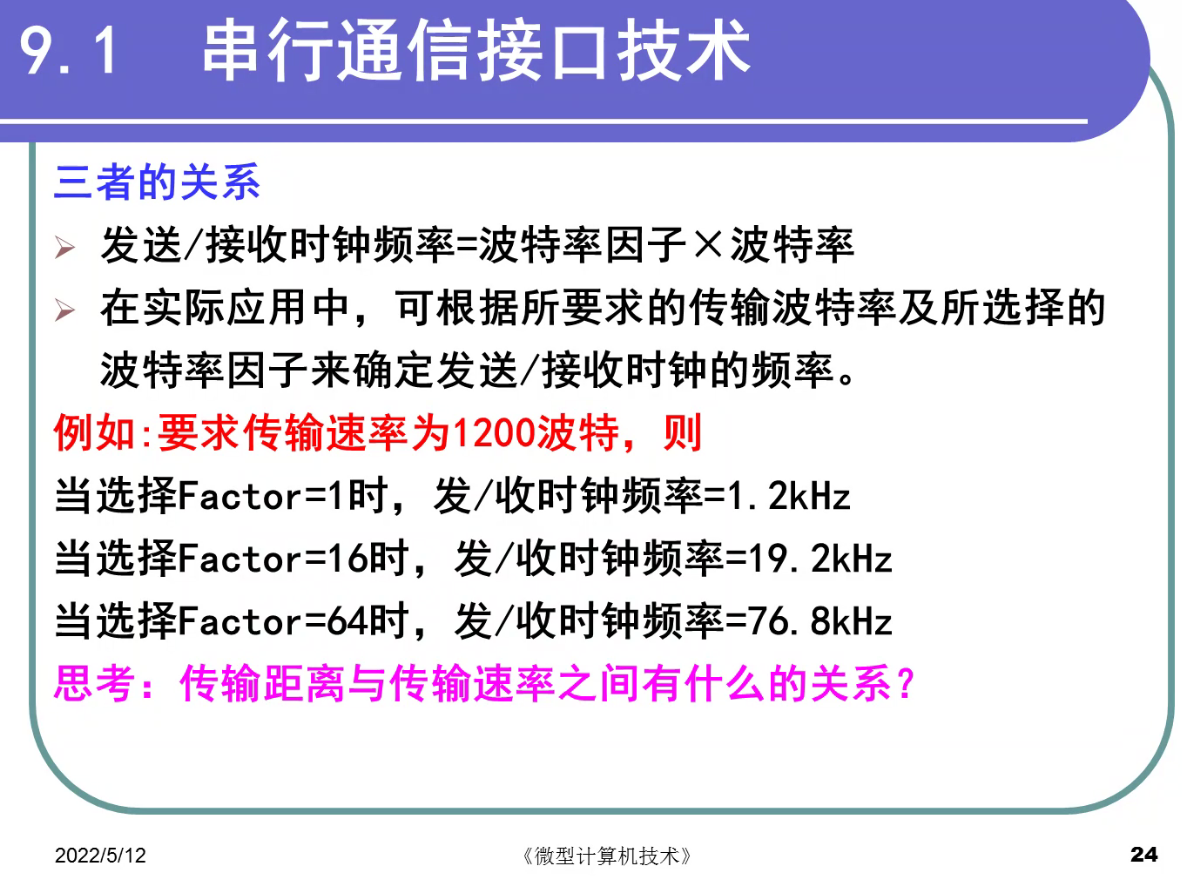 9.1 串行通信接口技术
三者的关系
发送/接收时钟频率=波特率因子×波特率
在实际应用中，可根据所要求的传输波特率及所选择的
波特率因子来确定发送/接收时钟的频率。
例如:要求传输速率为1200波特，则
当选择Factor=1时，发/收时钟频率=1.2kHz
当选择Factor=16时，发/收时钟频率=19.2kHz
当选择Factor=64时，发/收时钟频率=76.8kHz
思考：传输距离与传输速率之间有什么的关系？
2022/5/12
《微型计算机技术》
24